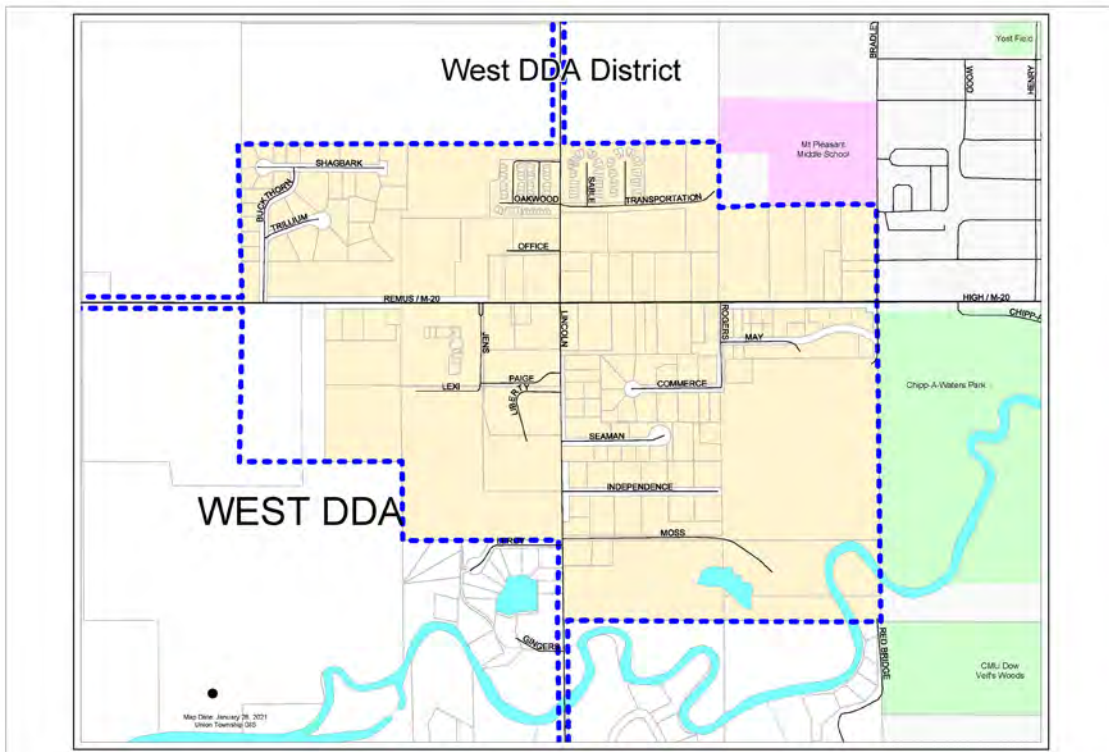 West DDA District
BRADLEY
Yost Field
WOOD
HENRY
Mt Pleasant
Middle School
SHAGBARK
BUCKTHORN
TRILLIUM
OAKWOOD
SABLE
TRANSPORTATION
OFFICE
REMUS / M-20
HIGH / M-20
CHIPP-A
JENS
LINCOLN
ROGERS
MAY
LEXI
PAIGE
LIBERTY
COMMERCE
Chipp-A-Waters Park
SEAMAN
INDEPENDENCE
WEST DDA
MOSS
GINGER
RED BRIDGE
CMU Dow
Veit's Woods
Map Date: January 26, 2021
Union Township GIS